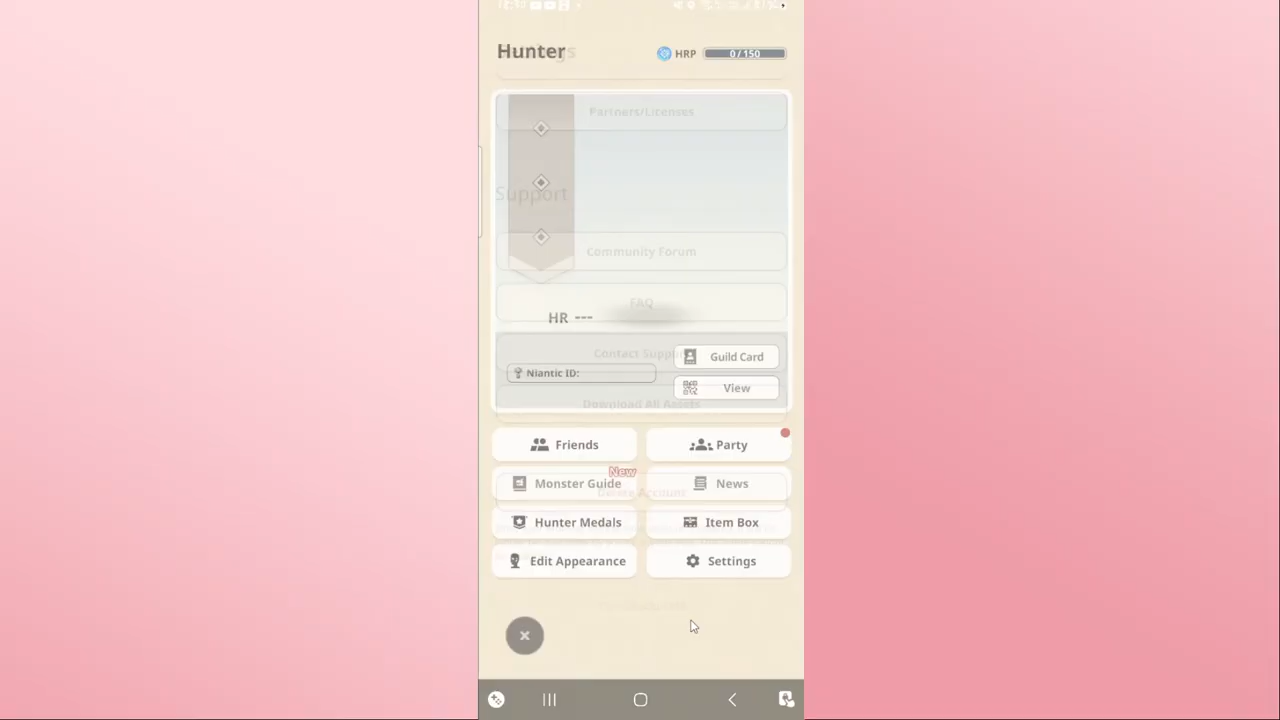 Hunter
HRP 0/150
Partners/Licenses
Support
Community Forum
FAQ
HR ---
Contact Support
Guild Card
Niantic ID:
View
Download All Assets
Friends
Party
New
Monster Guide
News
Delete Account
Hunter Medals
Item Box
Edit Appearance
Settings